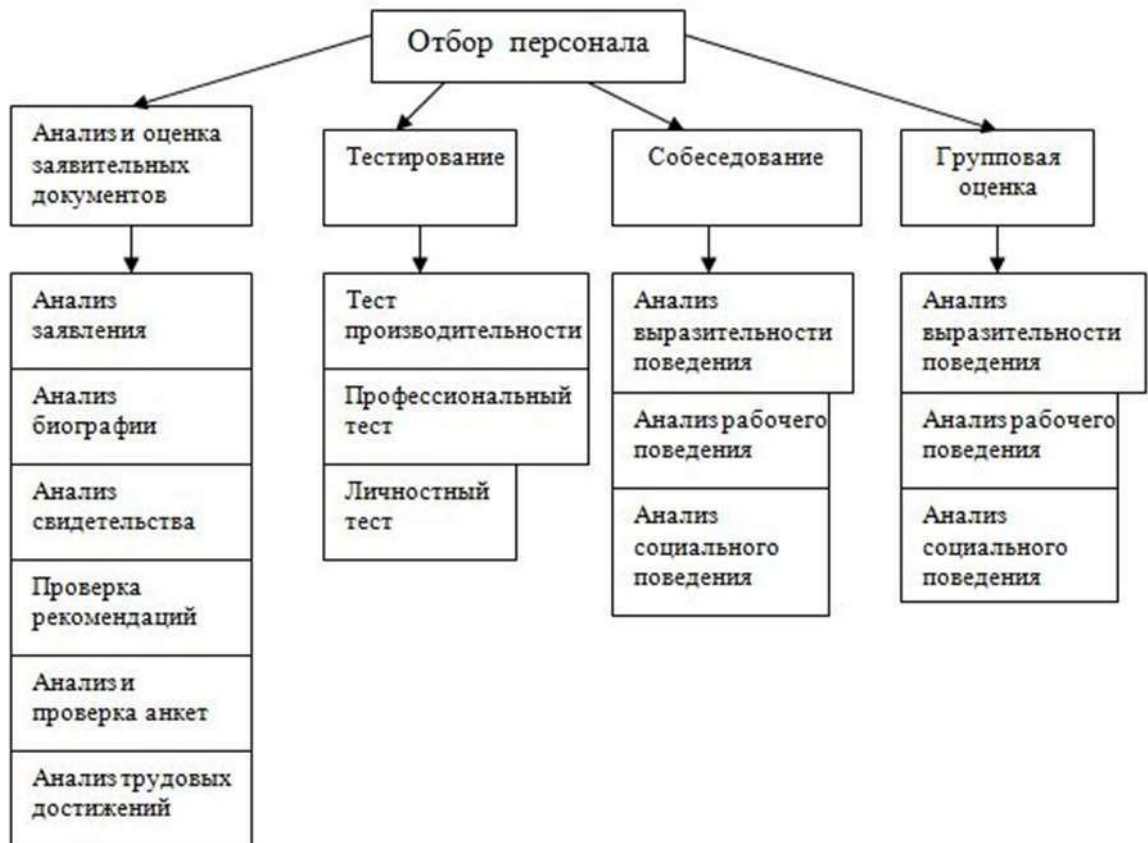 Отбор персонала
Анализ и оценка
заявительных
документов
Тестирование
Собеседование
Групповая
оценка
Анализ
заявления
Анализ
биографии
Анализ
свидетельства
Проверка
рекомендаций
Анализ и
проверка анкет
Анализ трудовых
достижений
Тест
производительности
Профессиональный
тест
Личностный
тест
Анализ
выразительности
поведения
Анализ рабочего
поведения
Анализ
социального
поведения
Анализ
выразительности
поведения
Анализ рабочего
поведения
Анализ
социального
поведения